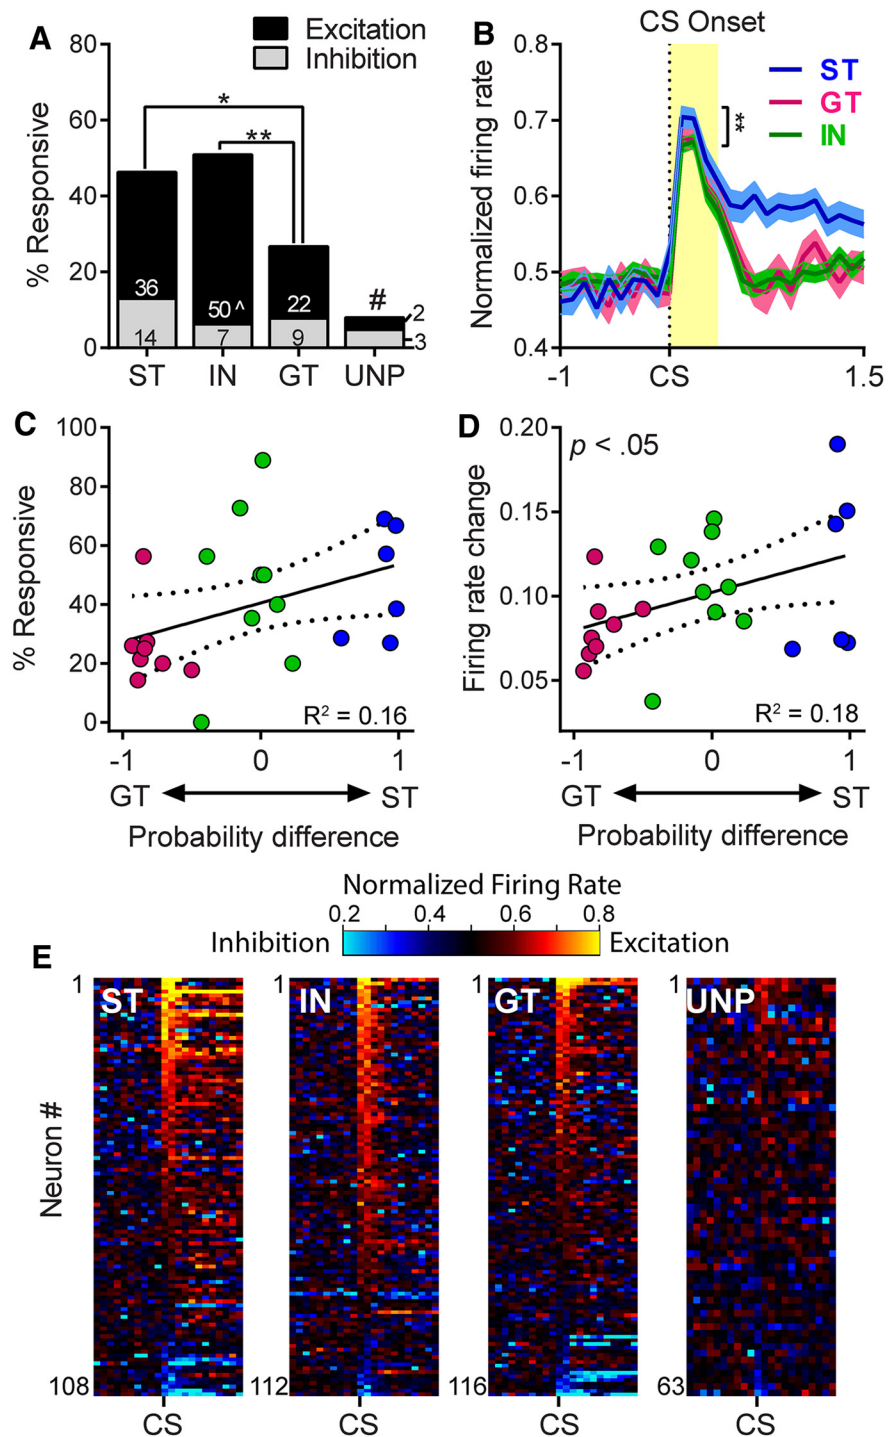 A
Excitation
Inhibition
% Responsive
80
60
40
20
0
*
**
#
36
14
50 ^
7
22
9
2
3
ST IN GT UNP
B
CS Onset
Normalized firing rate
0.8
0.7
0.6
0.5
0.4
ST
GT
IN
**
-1 CS 1.5
C
% Responsive
100
80
60
40
20
0
R² = 0.16
-1 0 1
GT ST
Probability difference
D
Firing rate change
0.20
0.15
0.10
0.05
p < .05
R² = 0.18
-1 0 1
GT ST
Probability difference
Normalized Firing Rate
0.2 0.4 0.6 0.8
Inhibition Excitation
E
Neuron #
1 ST 1 IN 1 GT 1 UNP
108 112 116 63
CS CS CS CS